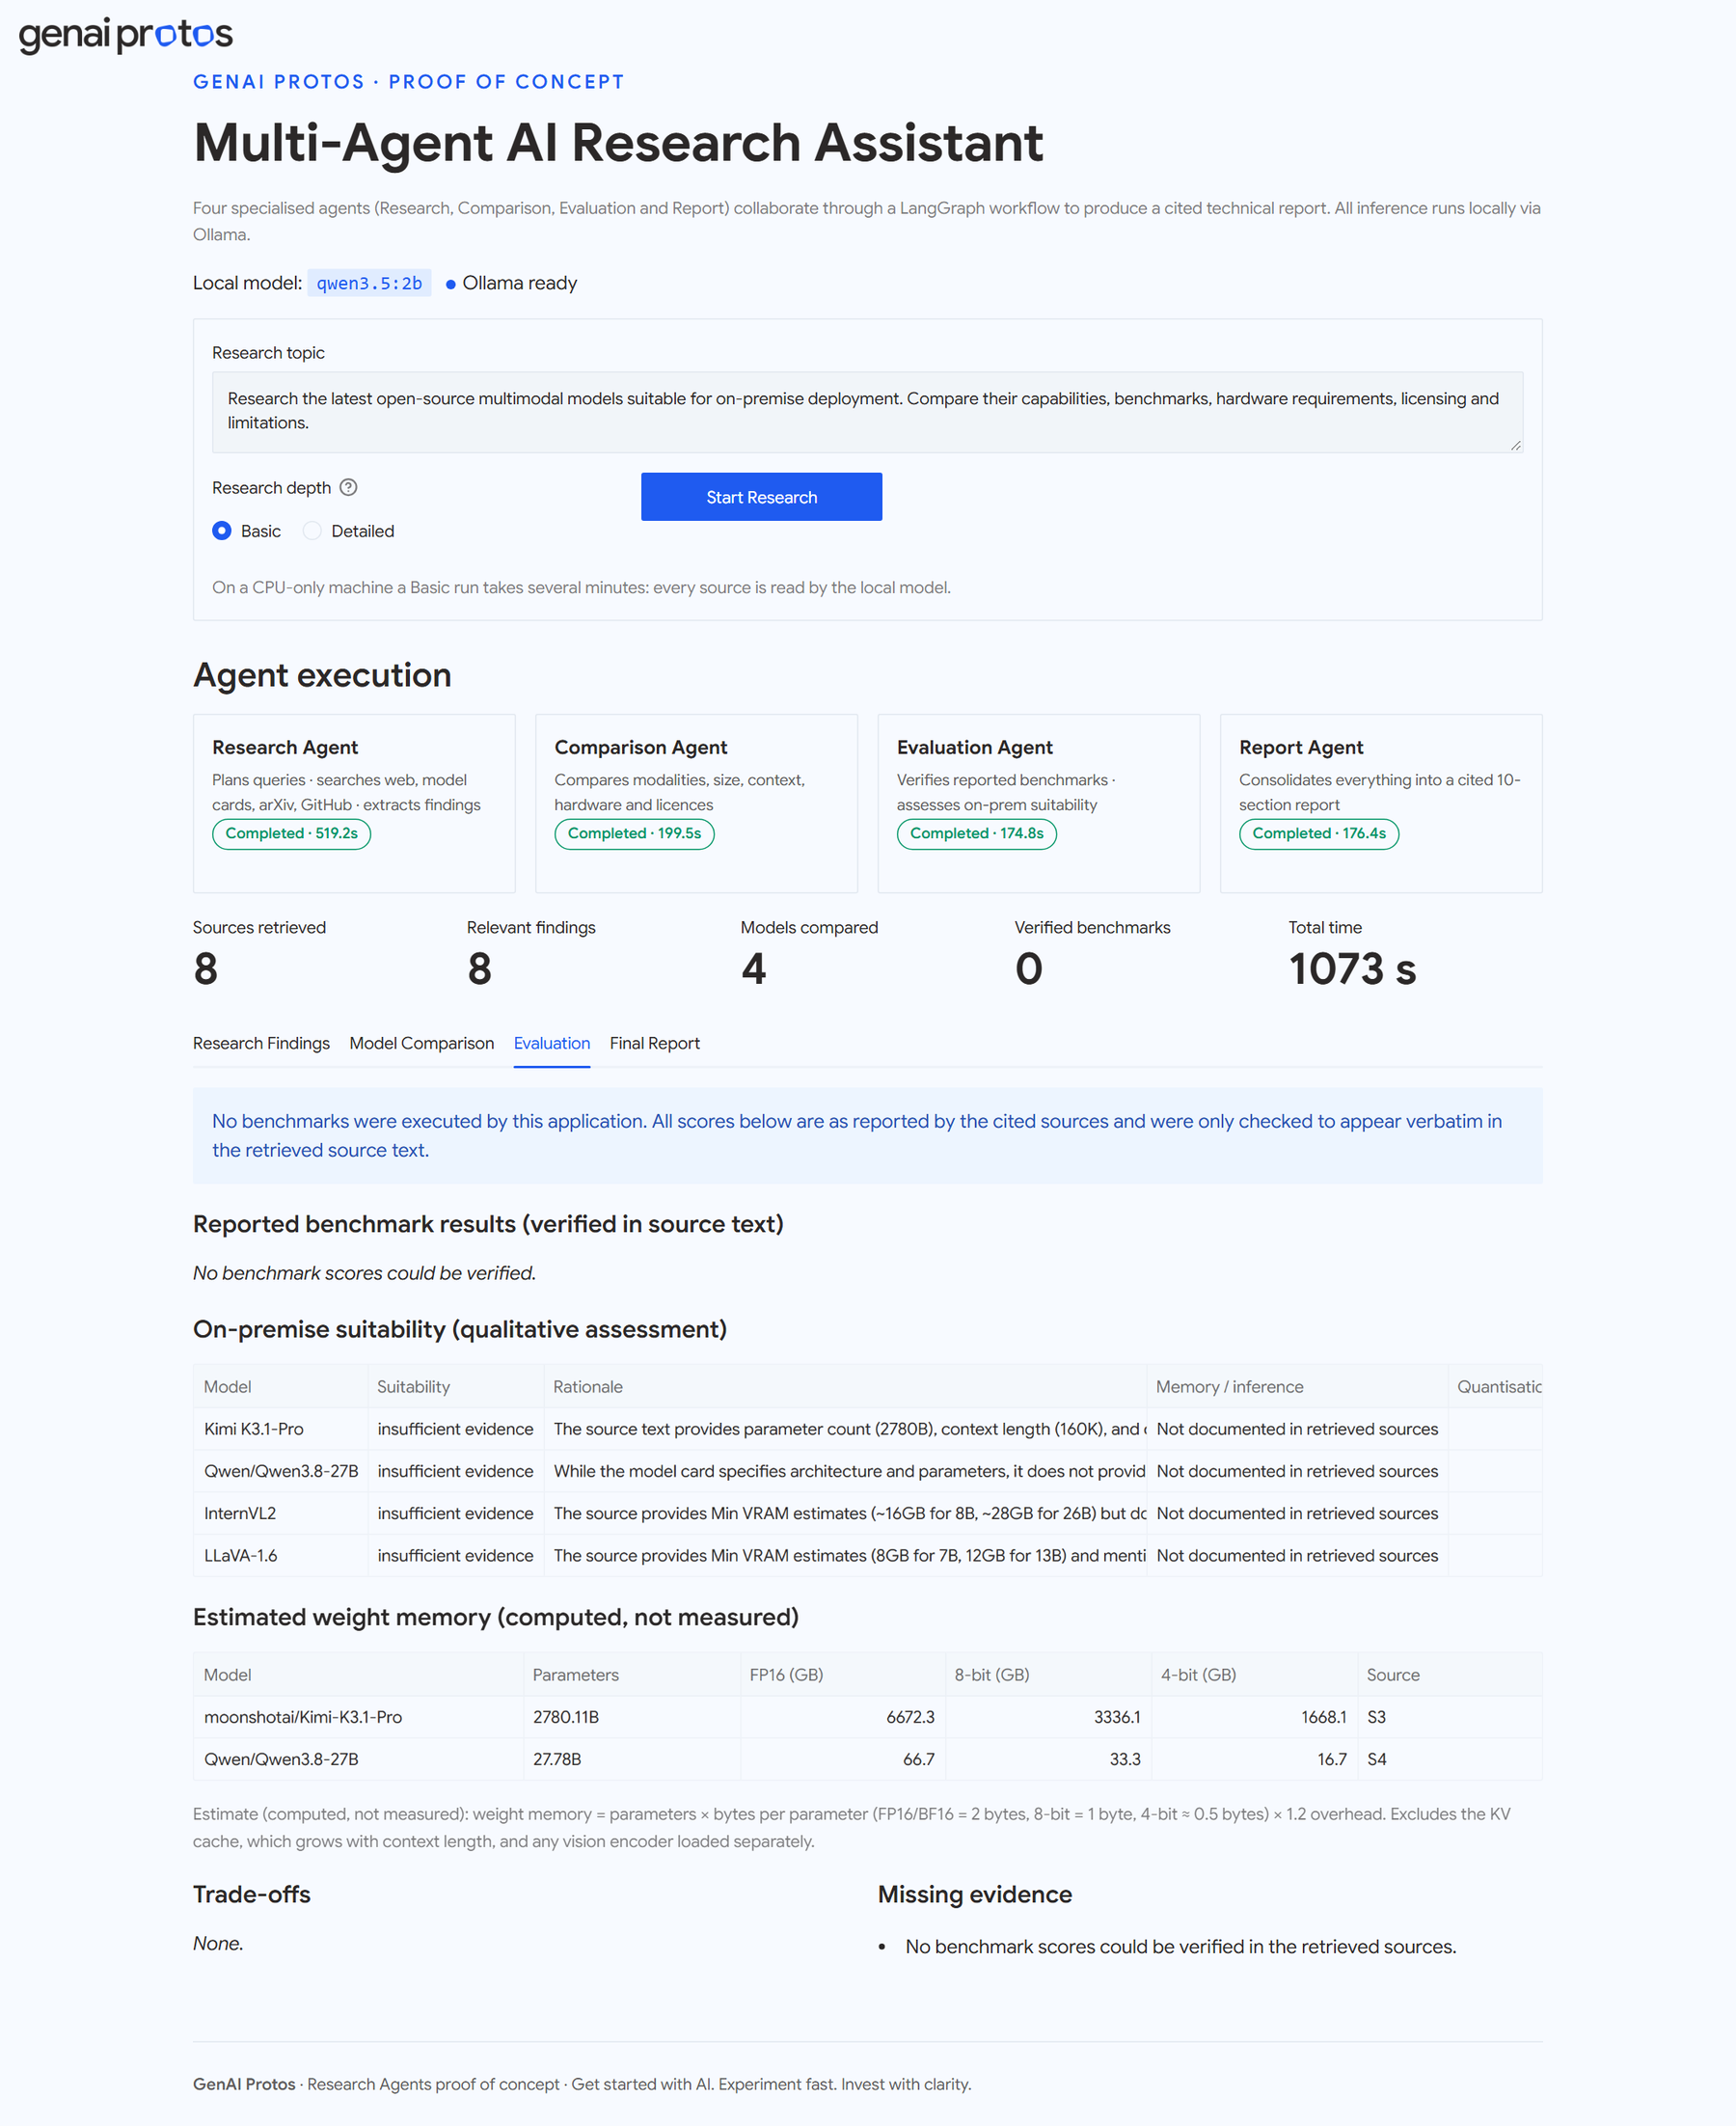 genai protos
GENAI PROTOS · PROOF OF CONCEPT
Multi-Agent AI Research Assistant
Four specialised agents (Research, Comparison, Evaluation and Report) collaborate through a LangGraph workflow to produce a cited technical report. All inference runs locally via
Ollama.
Local model: qwen3.5:2b Ollama ready
Research topic
Research the latest open-source multimodal models suitable for on-premise deployment. Compare their capabilities, benchmarks, hardware requirements, licensing and
limitations.
Research depth
Start Research
Basic Detailed
On a CPU-only machine a Basic run takes several minutes: every source is read by the local model.
Agent execution
Research Agent
Plans queries · searches web, model
cards, arXiv, GitHub · extracts findings
Completed · 519.2s
Comparison Agent
Compares modalities, size, context,
hardware and licences
Completed · 199.5s
Evaluation Agent
Verifies reported benchmarks ·
assesses on-prem suitability
Completed · 174.8s
Report Agent
Consolidates everything into a cited 10-
section report
Completed · 176.4s
Sources retrieved Relevant findings Models compared Verified benchmarks Total time
8 8 4 0 1073 s
Research Findings Model Comparison Evaluation Final Report
No benchmarks were executed by this application. All scores below are as reported by the cited sources and were only checked to appear verbatim in
the retrieved source text.
Reported benchmark results (verified in source text)
No benchmark scores could be verified.
On-premise suitability (qualitative assessment)
Model Suitability Rationale Memory / inference Quantisatic
Kimi K3.1-Pro insufficient evidence The source text provides parameter count (2780B), context length (160K), and Not documented in retrieved sources
Qwen/Qwen3.8-27B insufficient evidence While the model card specifies architecture and parameters, it does not provid Not documented in retrieved sources
InternVL2 insufficient evidence The source provides Min VRAM estimates (~16GB for 8B, ~28GB for 26B) but do Not documented in retrieved sources
LLaVA-1.6 insufficient evidence The source provides Min VRAM estimates (8GB for 7B, 12GB for 13B) and menti Not documented in retrieved sources
Estimated weight memory (computed, not measured)
Model Parameters FP16 (GB) 8-bit (GB) 4-bit (GB) Source
moonshotai/Kimi-K3.1-Pro 2780.11B 6672.3 3336.1 1668.1 S3
Qwen/Qwen3.8-27B 27.78B 66.7 33.3 16.7 S4
Estimate (computed, not measured): weight memory = parameters × bytes per parameter (FP16/BF16 = 2 bytes, 8-bit = 1 byte, 4-bit ≈ 0.5 bytes) × 1.2 overhead. Excludes the KV
cache, which grows with context length, and any vision encoder loaded separately.
Trade-offs
None.
Missing evidence
• No benchmark scores could be verified in the retrieved sources.
GenAI Protos · Research Agents proof of concept · Get started with AI. Experiment fast. Invest with clarity.